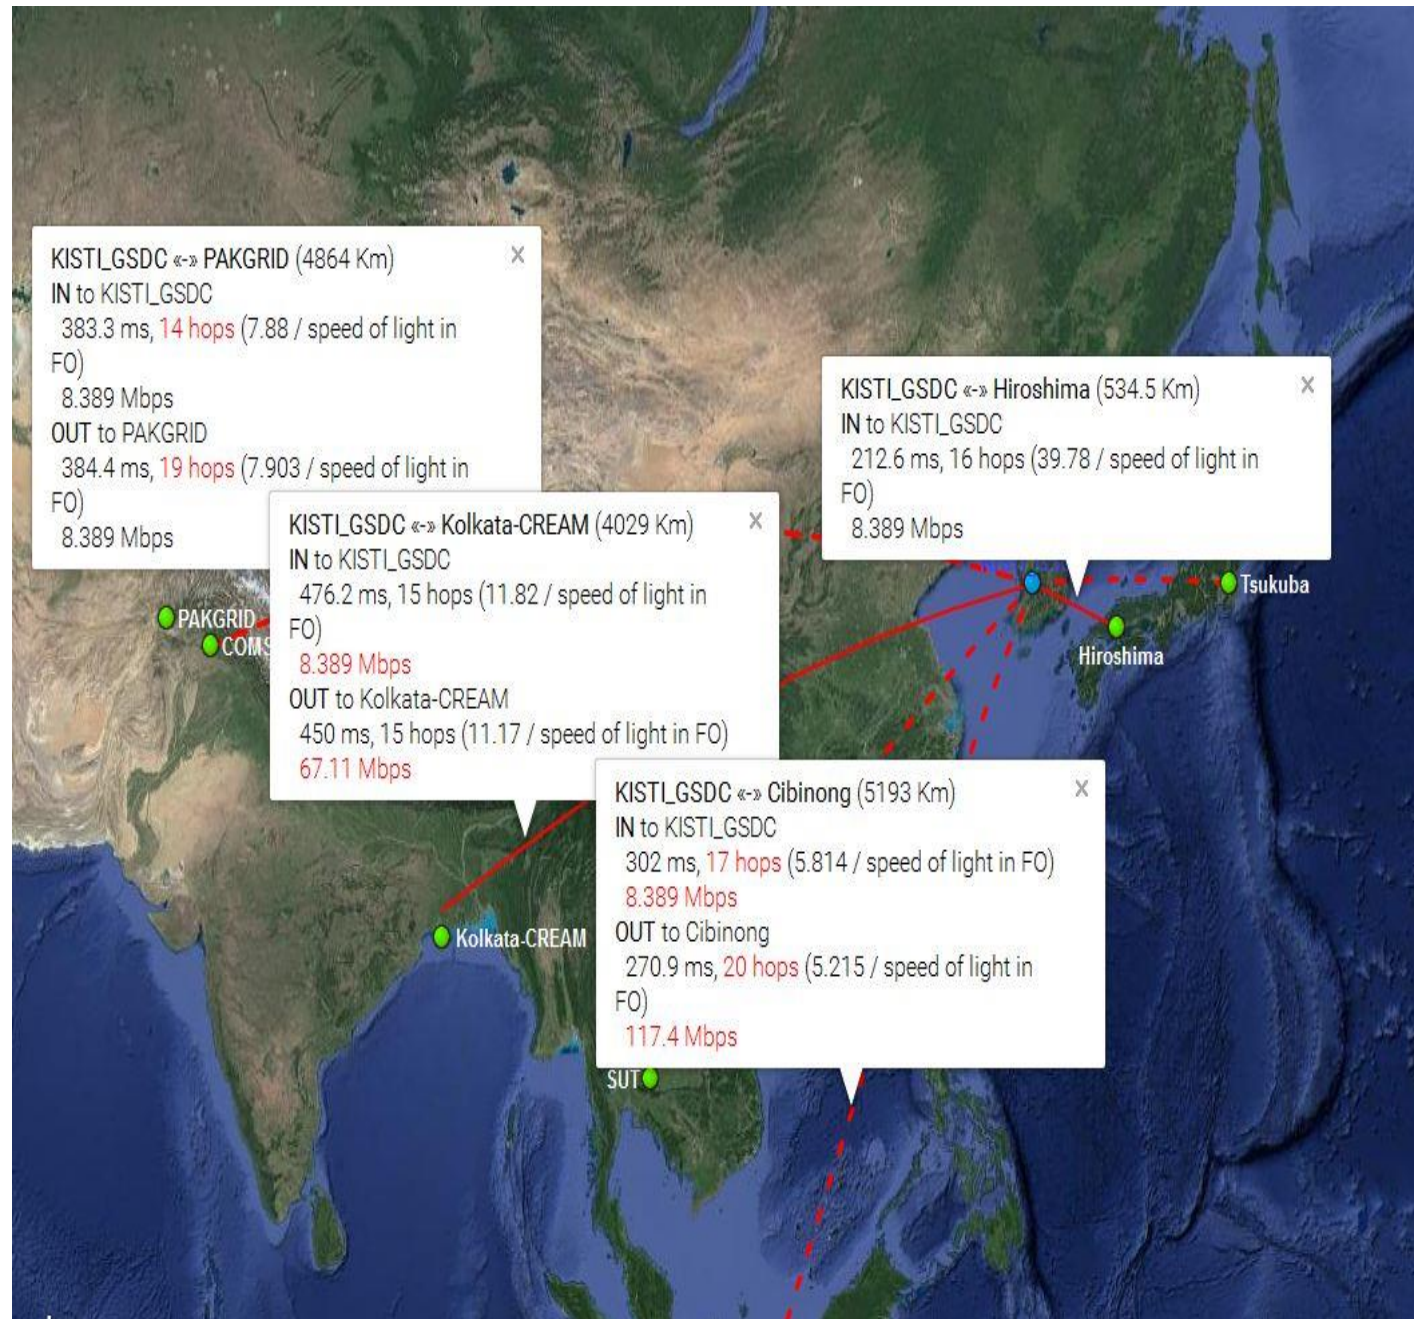 KISTI_GSDC «-» PAKGRID (4864 Km)
IN to KISTI_GSDC
383.3 ms, 14 hops (7.88 / speed of light in
FO)
8.389 Mbps
OUT to PAKGRID
384.4 ms, 19 hops (7.903 / speed of light in
FO)
8.389 Mbps
KISTI_GSDC «-» Hiroshima (534.5 Km)
IN to KISTI_GSDC
212.6 ms, 16 hops (39.78 / speed of light in
FO)
8.389 Mbps
KISTI_GSDC «-» Kolkata-CREAM (4029 Km)
IN to KISTI_GSDC
476.2 ms, 15 hops (11.82 / speed of light in
FO)
8.389 Mbps
OUT to Kolkata-CREAM
450 ms, 15 hops (11.17 / speed of light in FO)
67.11 Mbps
KISTI_GSDC «-» Cibinong (5193 Km)
IN to KISTI_GSDC
302 ms, 17 hops (5.814 / speed of light in FO)
8.389 Mbps
OUT to Cibinong
270.9 ms, 20 hops (5.215 / speed of light in
FO)
117.4 Mbps
PAKGRID
COMS
Tsukuba
Hiroshima
Kolkata-CREAM
SUT